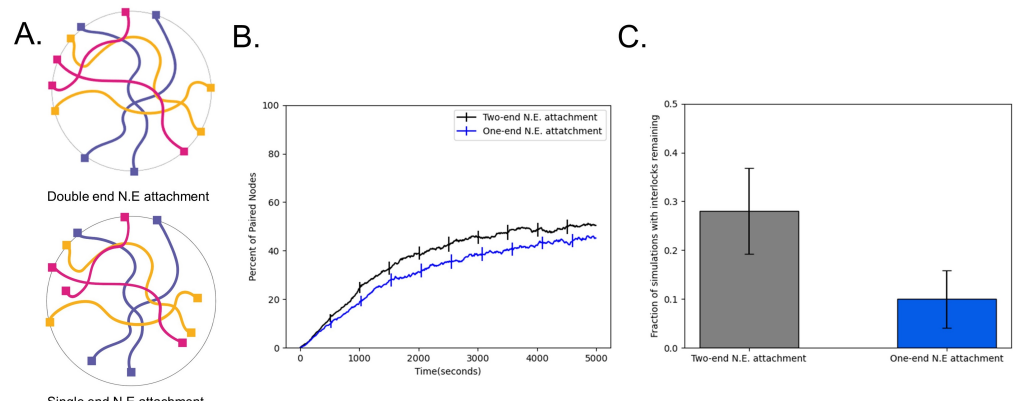 A.
Double end N.E attachment
Single end N.E attachment
B.
Percent of Paired Nodes
100
80
60
40
20
0
Two-end N.E. attachment
One-end N.E. attatchment
0 1000 2000 3000 4000 5000
Time(seconds)
C.
Fraction of simulations with interlocks remaining
0.5
0.4
0.3
0.2
0.1
0.0
Two-end N.E. attachment One-end N.E attachment